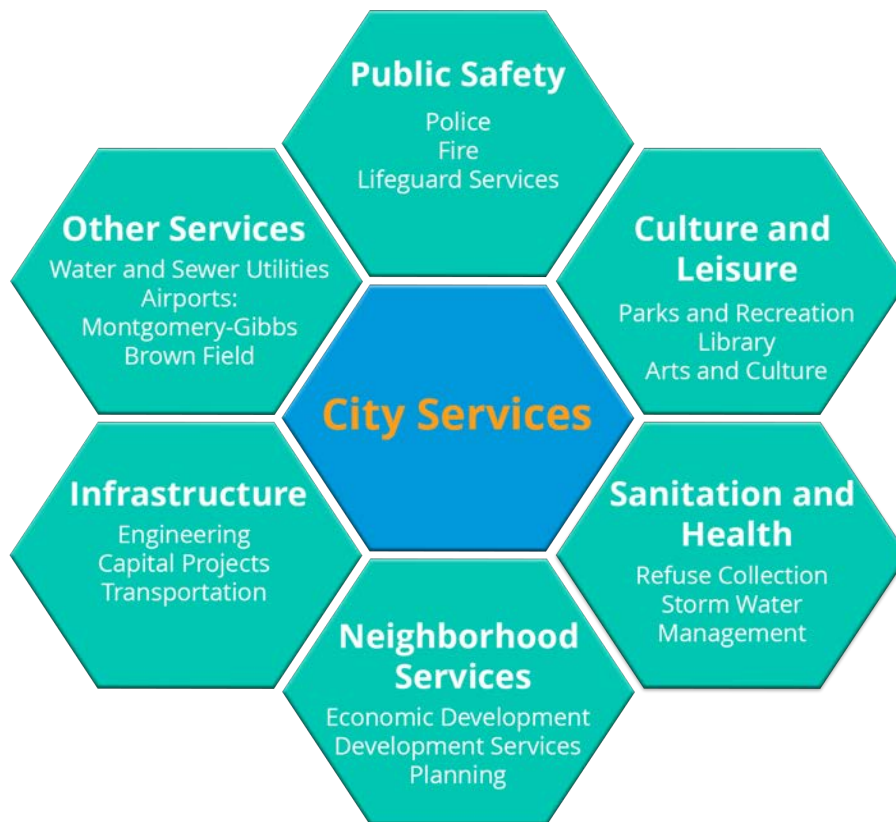 Public Safety
Police
Fire
Lifeguard Services
Other Services
Water and Sewer Utilities
Airports:
Montgomery-Gibbs
Brown Field
Culture and
Leisure
Parks and Recreation
Library
Arts and Culture
City Services
Infrastructure
Engineering
Capital Projects
Transportation
Sanitation and
Health
Refuse Collection
Storm Water
Management
Neighborhood
Services
Economic Development
Development Services
Planning